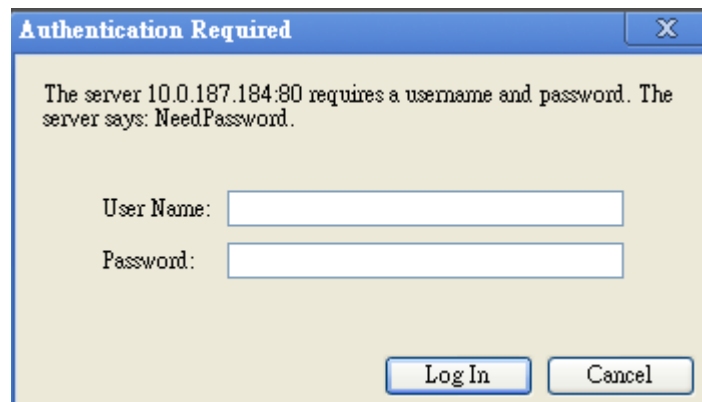 Authentication Required
The server 10.0.187.184:80 requires a username and password. The
server says: NeedPassword.
User Name:
Password:
Log In
Cancel